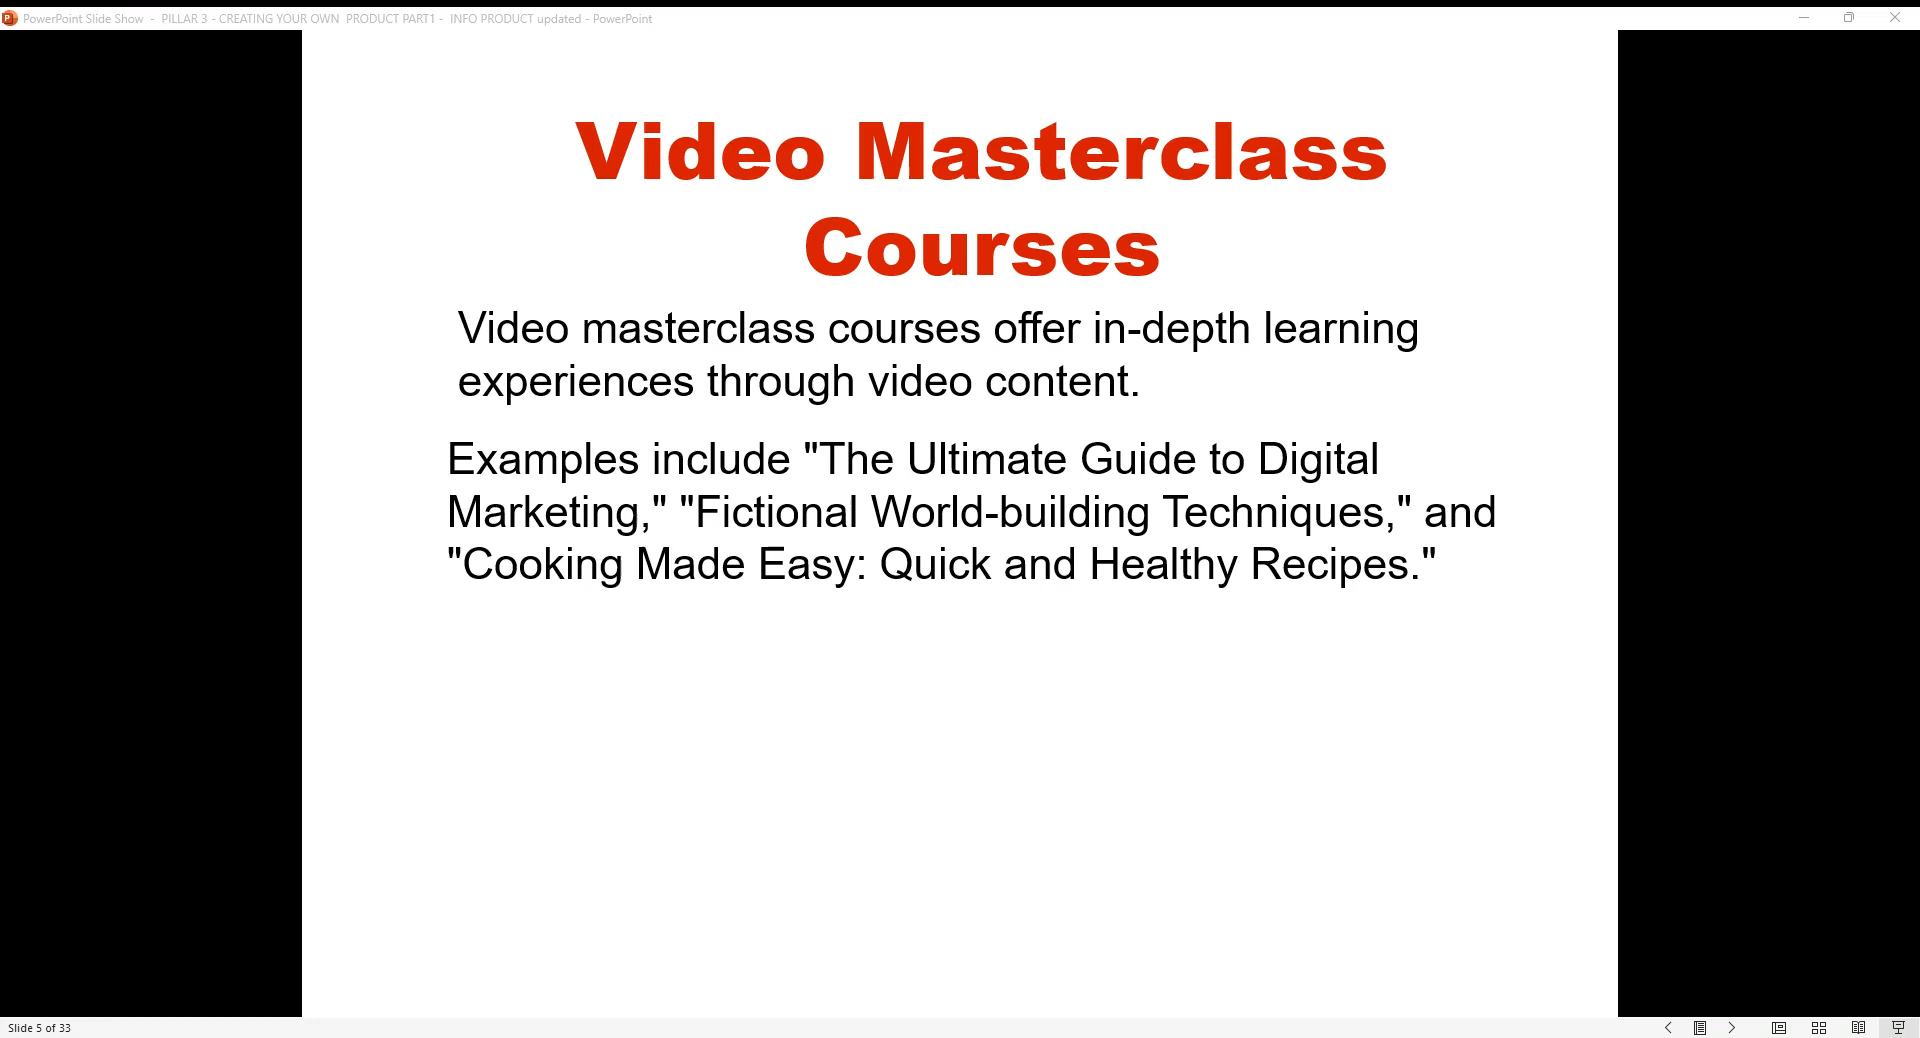 PowerPoint Slide Show - PILLAR 3 - CREATING YOUR OWN PRODUCT PART1 - INFO PRODUCT updated - PowerPoint
Video Masterclass
Courses
Video masterclass courses offer in-depth learning
experiences through video content.
Examples include "The Ultimate Guide to Digital
Marketing," "Fictional World-building Techniques," and
"Cooking Made Easy: Quick and Healthy Recipes."
Slide 5 of 33